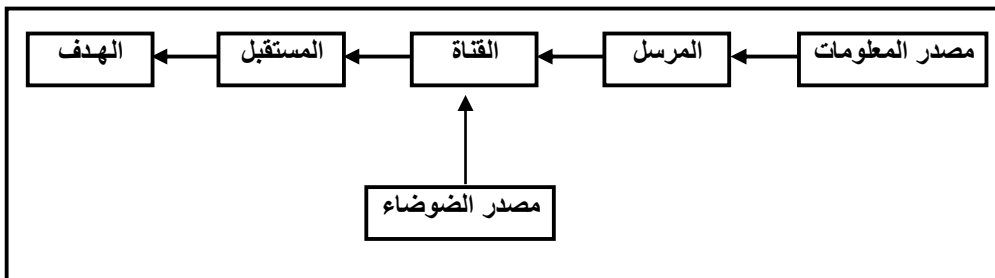 مصدر المعلومات
المرسل
القناة
المستقبل
الهدف
مصدر الضوضاء